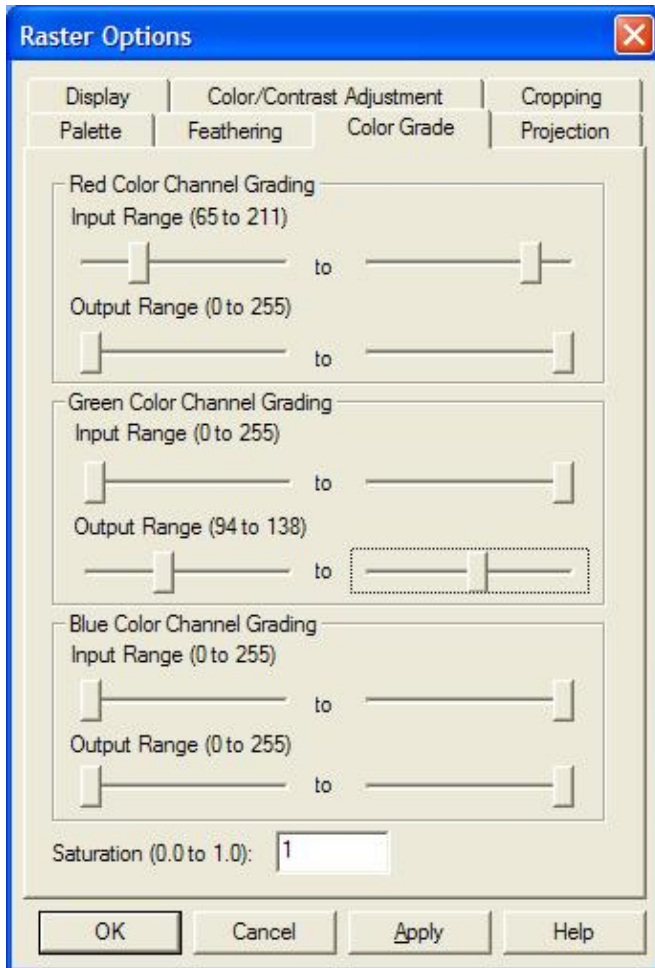 Raster Options
Display Color/Contrast Adjustment Cropping
Palette Feathering Color Grade Projection
Red Color Channel Grading
Input Range (65 to 211)
to
Output Range (0 to 255)
to
Green Color Channel Grading
Input Range (0 to 255)
to
Output Range (94 to 138)
to
Blue Color Channel Grading
Input Range (0 to 255)
to
Output Range (0 to 255)
to
Saturation (0.0 to 1.0): 1
OK Cancel Apply Help